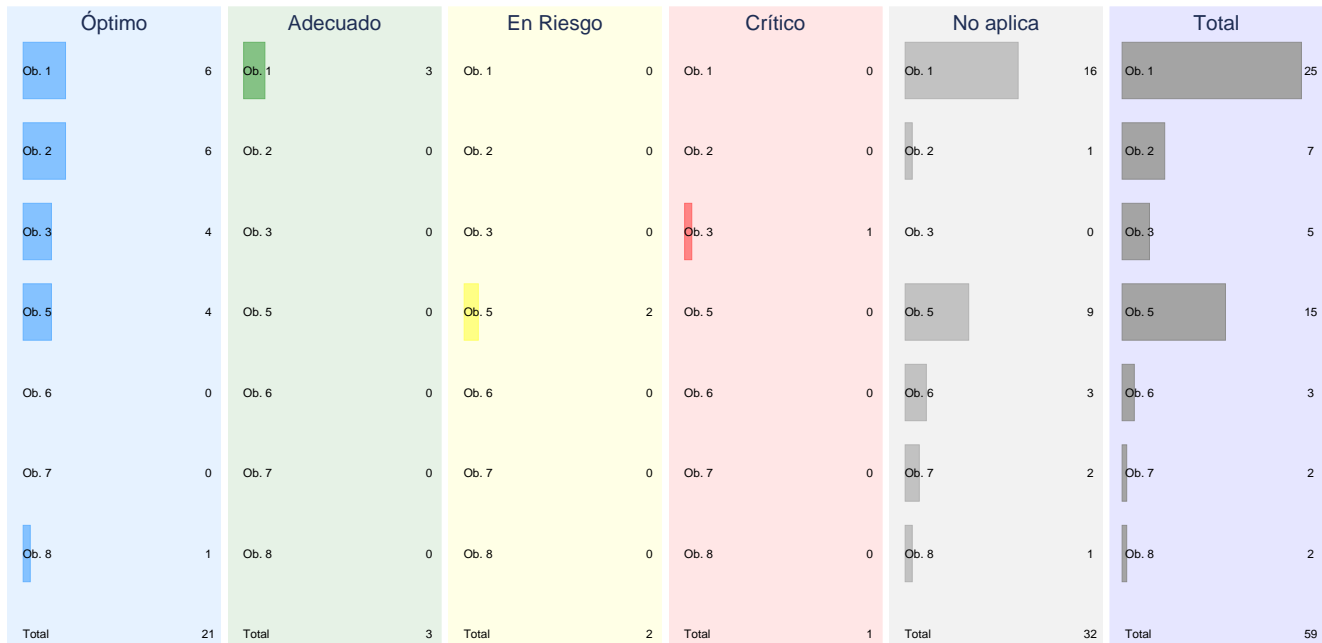 Óptimo Adecuado En Riesgo Crítico No aplica Total
Ob. 1 6 Ob. 1 3 Ob. 1 0 Ob. 1 0 Ob. 1 16 Ob. 1 25
Ob. 2 6 Ob. 2 0 Ob. 2 0 Ob. 2 0 Ob. 2 1 Ob. 2 7
Ob. 3 4 Ob. 3 0 Ob. 3 0 Ob. 3 1 Ob. 3 0 Ob. 3 5
Ob. 5 4 Ob. 5 0 Ob. 5 2 Ob. 5 0 Ob. 5 9 Ob. 5 15
Ob. 6 0 Ob. 6 0 Ob. 6 0 Ob. 6 0 Ob. 6 3 Ob. 6 3
Ob. 7 0 Ob. 7 0 Ob. 7 0 Ob. 7 0 Ob. 7 2 Ob. 7 2
Ob. 8 1 Ob. 8 0 Ob. 8 0 Ob. 8 0 Ob. 8 1 Ob. 8 2
Total 21 Total 3 Total 2 Total 1 Total 32 Total 59